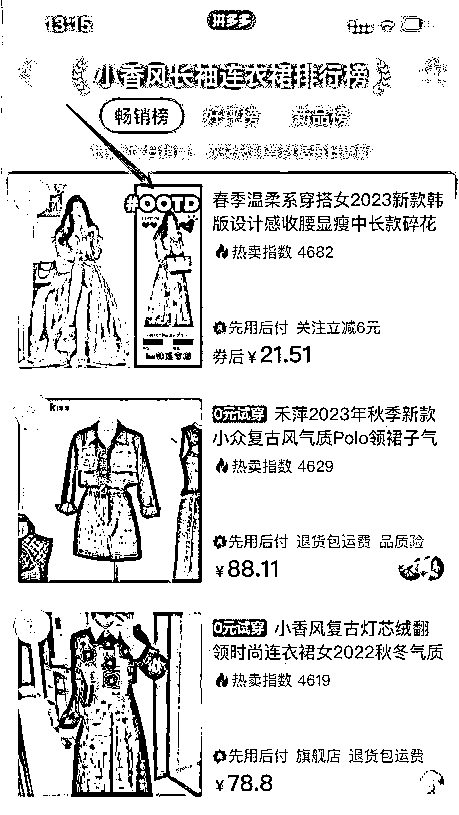 13:15
拼多多
小香风长袖连衣裙排行榜
畅销榜 好评榜 新品榜
#OOTD
春季温柔系穿搭女2023新款韩
版设计感收腰显瘦中长款碎花
热卖指数 4682
先用后付 关注立减6元
券后¥21.51
0元试穿 禾萍2023年秋季新款
小众复古风气质Polo领裙子气
热卖指数 4629
先用后付 退货包运费 品质险
¥88.11
0元试穿 小香风复古灯芯绒翻
领时尚连衣裙女2022秋冬气质
热卖指数 4619
先用后付 旗舰店 退货包运费
¥78.8